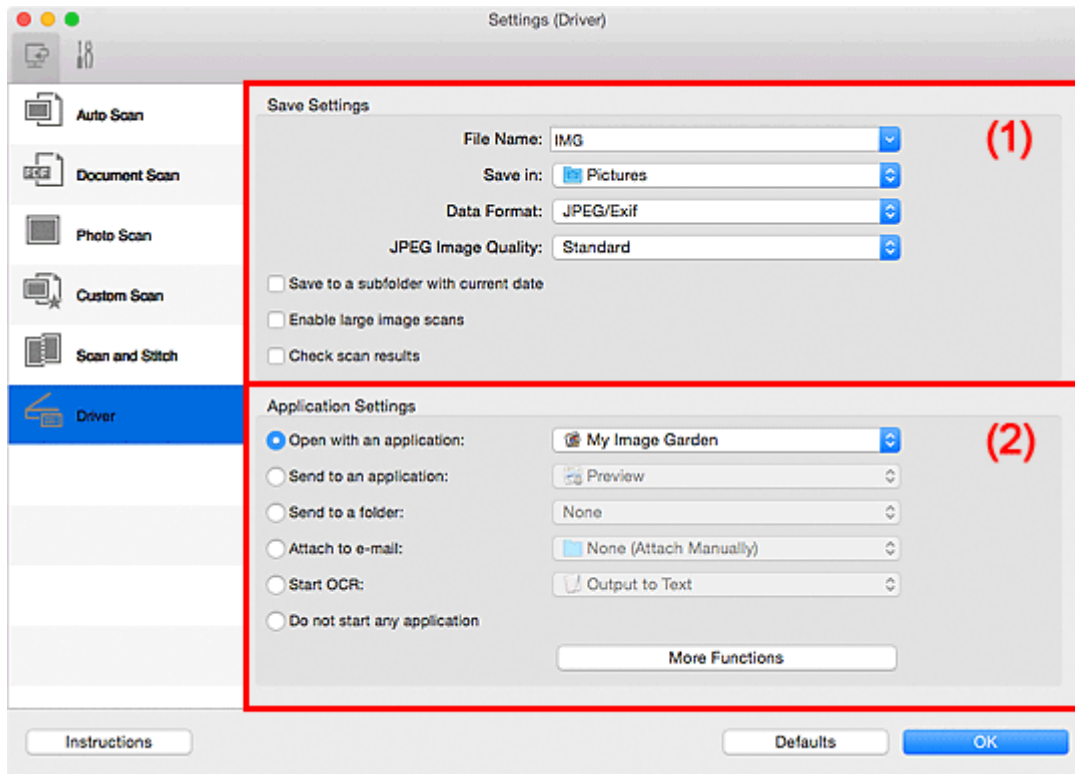 Settings (Driver)
Auto Scan
Document Scan
Photo Scan
Custom Scan
Scan and Stitch
Driver
Save Settings
(1)
File Name: IMG
Save in: Pictures
Data Format: JPEG/Exif
JPEG Image Quality: Standard
Save to a subfolder with current date
Enable large image scans
Check scan results
Application Settings
(2)
Open with an application: My Image Garden
Send to an application: Preview
Send to a folder: None
Attach to e-mail: None (Attach Manually)
Start OCR: Output to Text
Do not start any application
More Functions
Instructions
Defaults
OK